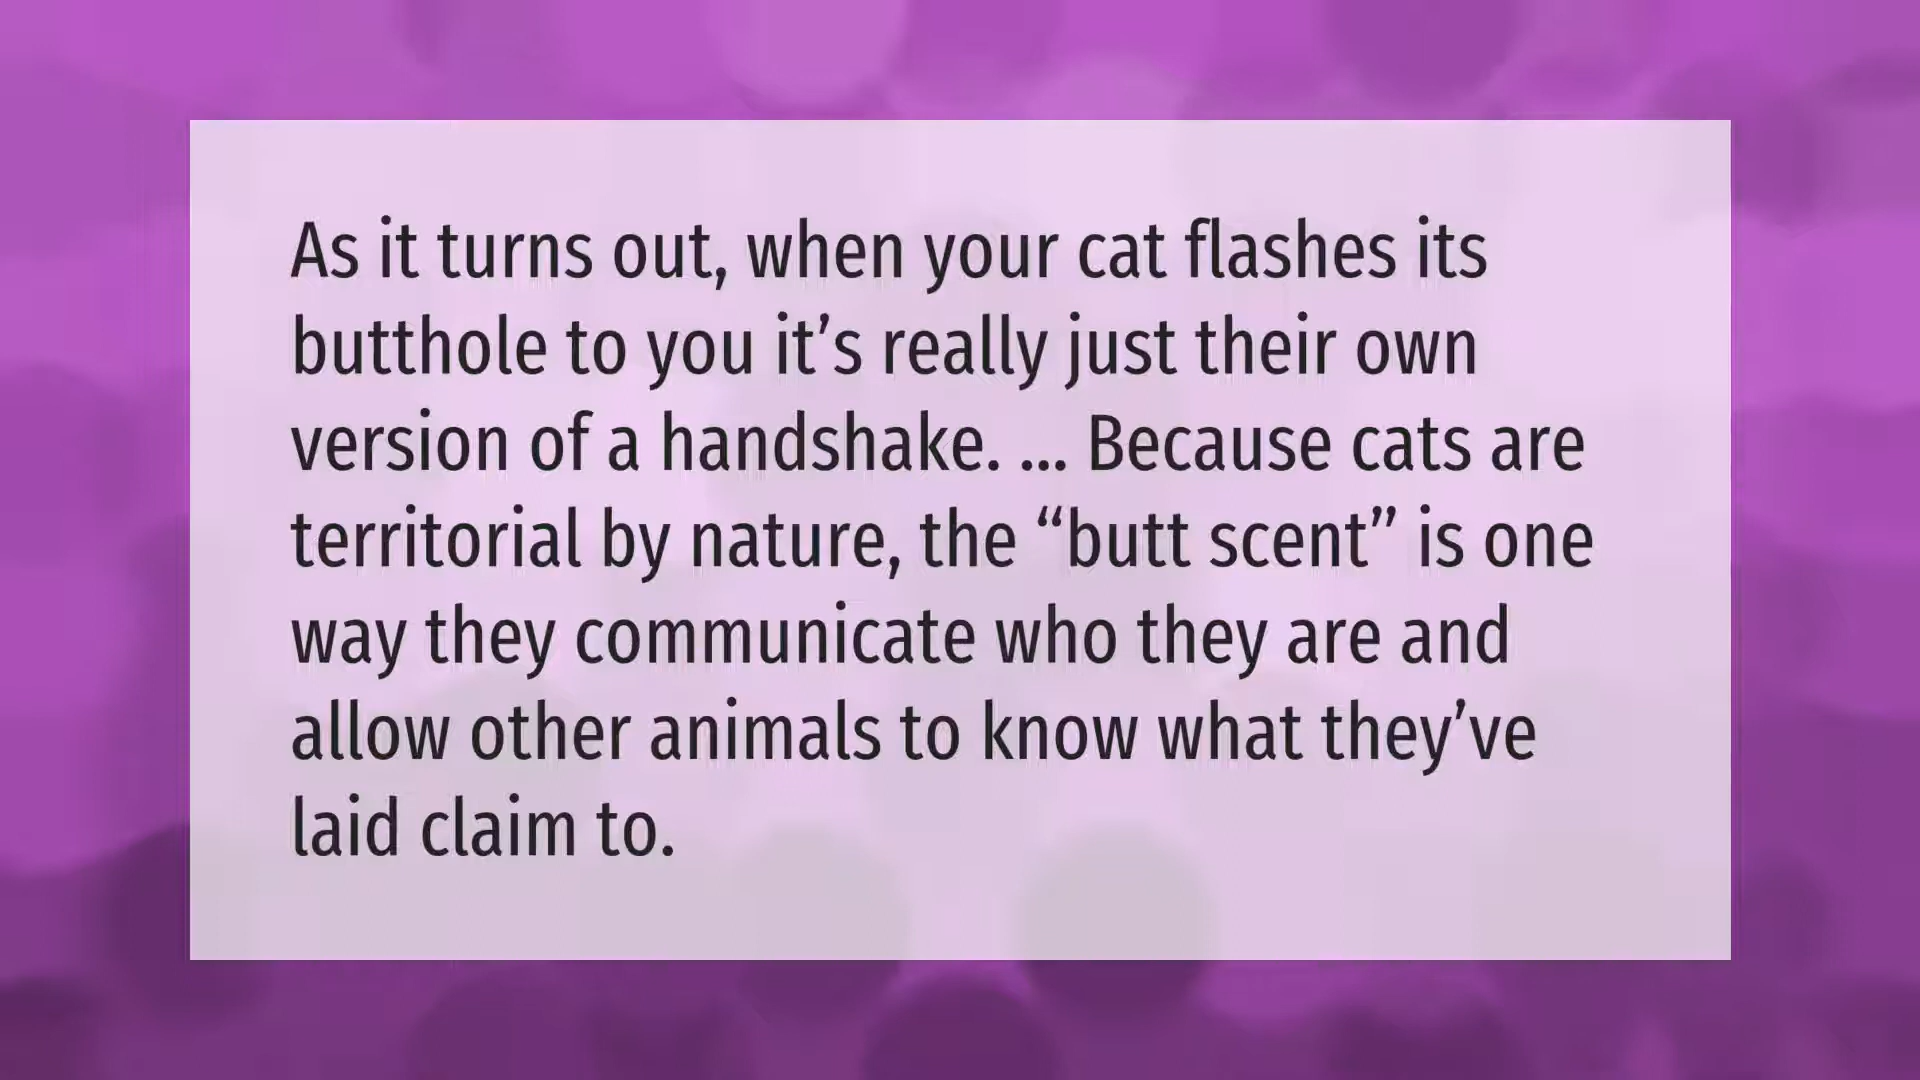 As it turns out, when your cat flashes its
butthole to you it’s really just their own
version of a handshake. ... Because cats are
territorial by nature, the “butt scent” is one
way they communicate who they are and
allow other animals to know what they’ve
laid claim to.